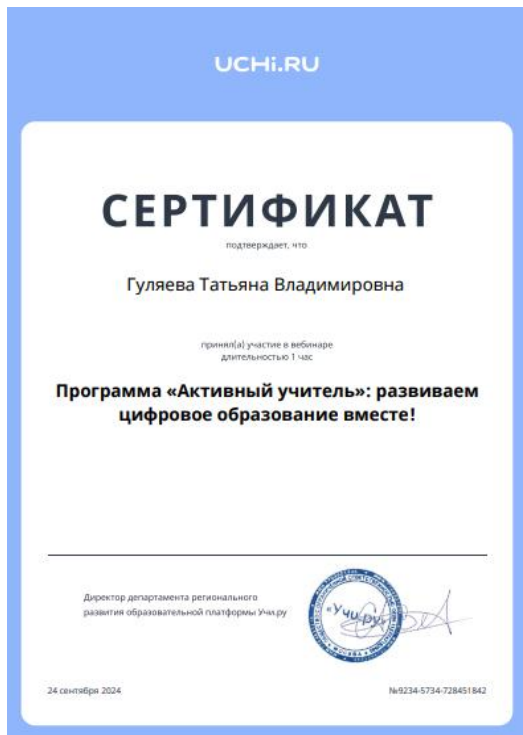 UCHi.RU
СЕРТИФИКАТ
подтверждает, что
Гуляева Татьяна Владимировна
принял(а) участие в вебинаре
длительностью 1 час
Программа «Активный учитель»: развиваем
цифровое образование вместе!
Директор департамента регионального
развития образовательной платформы Учи.ру
«Учи.ру»
24 сентября 2024
№9234-5734-728451842